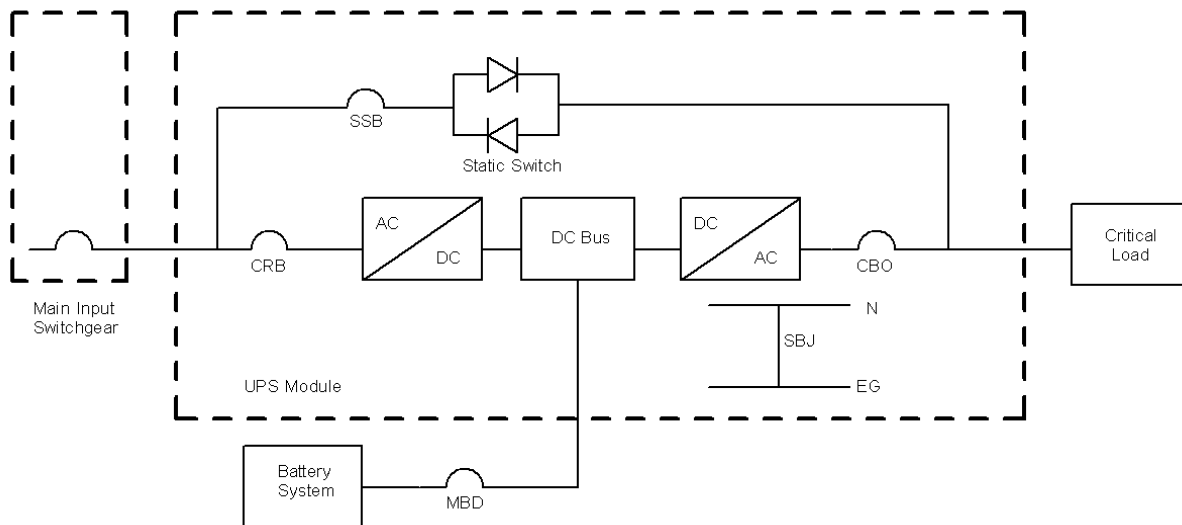 SSB
Static Switch
AC
DC
DC Bus
DC
AC
Critical
Load
CRB
CBO
Main Input
Switchgear
N
SBJ
EG
UPS Module
Battery
System
MBD